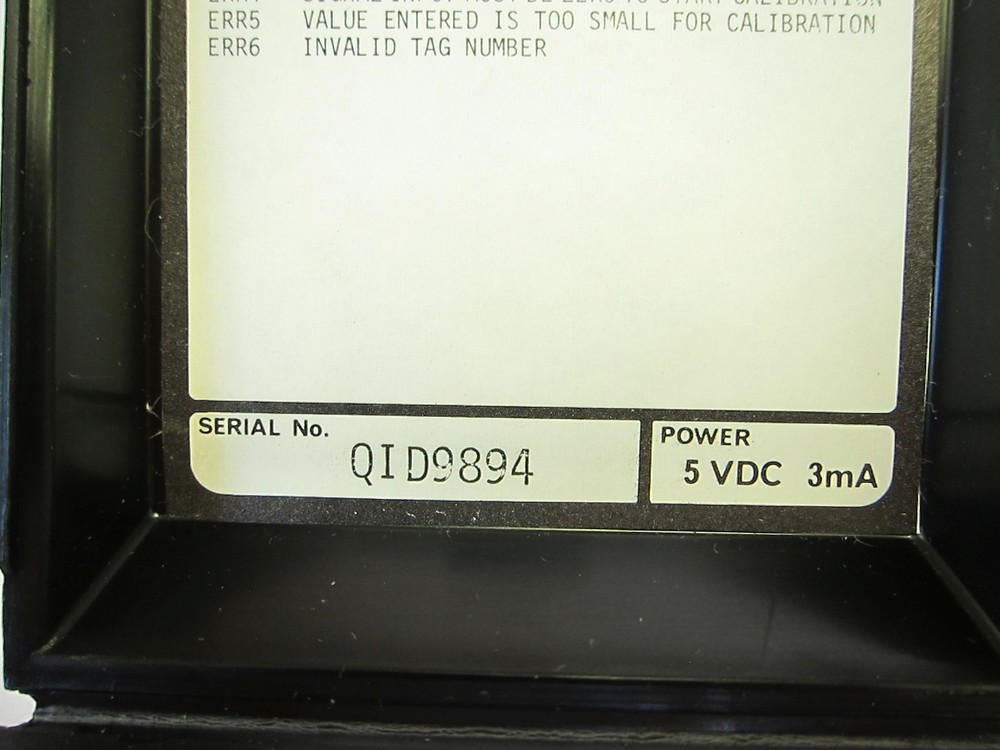 ERR5 VALUE ENTERED IS TOO SMALL FOR CALIBRATION
ERR6 INVALID TAG NUMBER
SERIAL No.
QID9894
POWER
5 VDC 3mA